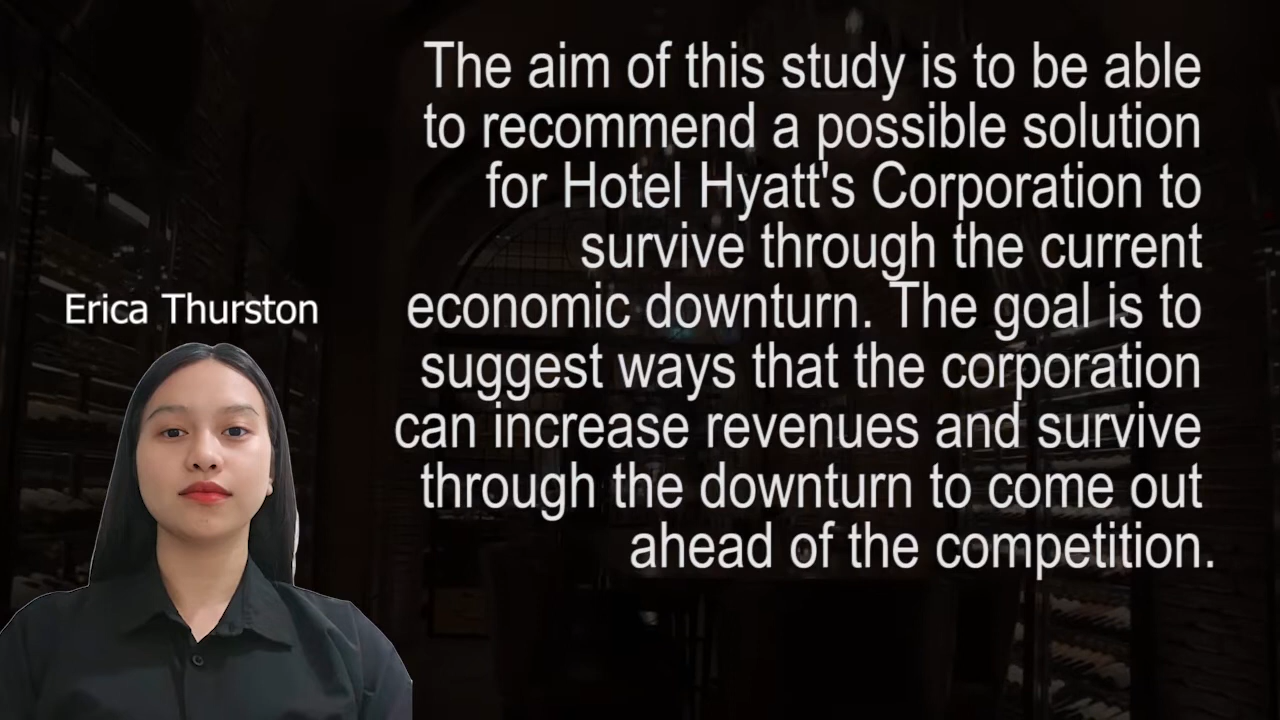 Erica Thurston
The aim of this study is to be able
to recommend a possible solution
for Hotel Hyatt's Corporation to
survive through the current
economic downturn. The goal is to
suggest ways that the corporation
can increase revenues and survive
through the downturn to come out
ahead of the competition.